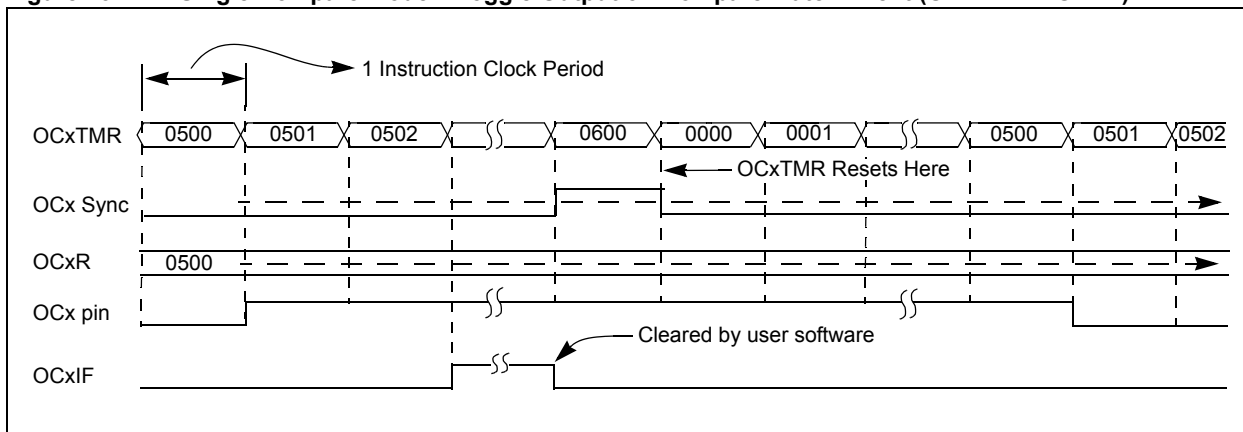 1 Instruction Clock Period
OCxTMR 0500 0501 0502 0600 0000 0001 0500 0501 0502
OCxTMR Resets Here
OCx Sync
OCxR 0500
OCx pin
Cleared by user software
OCxIF